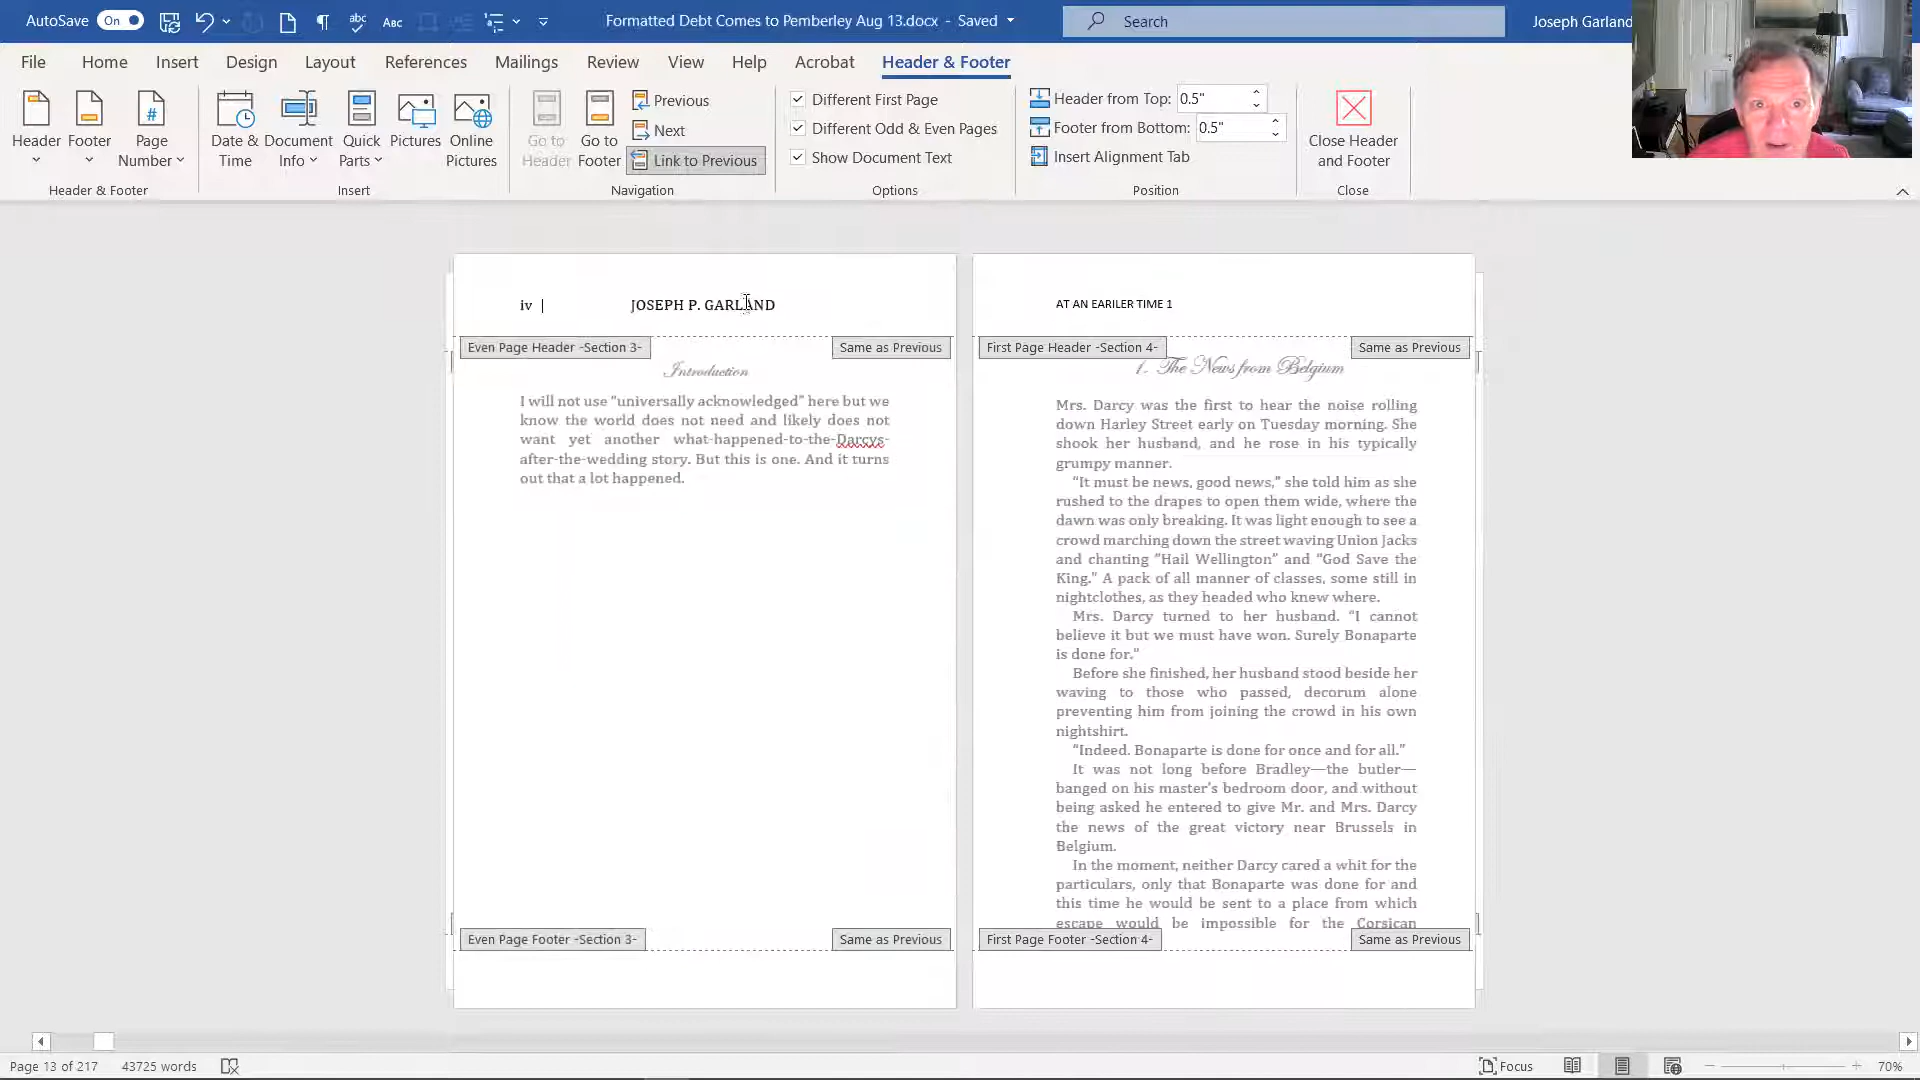 AutoSave On Formatted Debt Comes to Pemberley Aug 13.docx - Saved Search Joseph Garland
File Home Insert Design Layout References Mailings Review View Help Acrobat Header & Footer
Header
Footer
Page Number
Header & Footer
Date & Time
Document Info
Quick Parts
Pictures
Online Pictures
Insert
Go to Header
Go to Footer
Previous
Next
Link to Previous
Navigation
Different First Page
Different Odd & Even Pages
Show Document Text
Options
Header from Top: 0.5"
Footer from Bottom: 0.5"
Insert Alignment Tab
Position
Close Header and Footer
Close
iv | JOSEPH P. GARLAND
Even Page Header -Section 3- Same as Previous
Introduction
I will not use “universally acknowledged” here but we
know the world does not need and likely does not
want yet another what-happened-to-the-Darcys-
after-the-wedding story. But this is one. And it turns
out that a lot happened.
Even Page Footer -Section 3- Same as Previous
AT AN EARILER TIME 1
First Page Header -Section 4- Same as Previous
1. The News from Belgium
Mrs. Darcy was the first to hear the noise rolling
down Harley Street early on Tuesday morning. She
shook her husband, and he rose in his typically
grumpy manner.
“It must be news, good news,” she told him as she
rushed to the drapes to open them wide, where the
dawn was only breaking. It was light enough to see a
crowd marching down the street waving Union Jacks
and chanting “Hail Wellington” and “God Save the
King.” A pack of all manner of classes, some still in
nightclothes, as they headed who knew where.
Mrs. Darcy turned to her husband. “I cannot
believe it but we must have won. Surely Bonaparte
is done for.”
Before she finished, her husband stood beside her
waving to those who passed, decorum alone
preventing him from joining the crowd in his own
nightshirt.
“Indeed. Bonaparte is done for once and for all.”
It was not long before Bradley—the butler—
banged on his master’s bedroom door, and without
being asked he entered to give Mr. and Mrs. Darcy
the news of the great victory near Brussels in
Belgium.
In the moment, neither Darcy cared a whit for the
particulars, only that Bonaparte was done for and
this time he would be sent to a place from which
escape would be impossible for the Corsican
First Page Footer -Section 4- Same as Previous
Page 13 of 217 43725 words Focus 70%